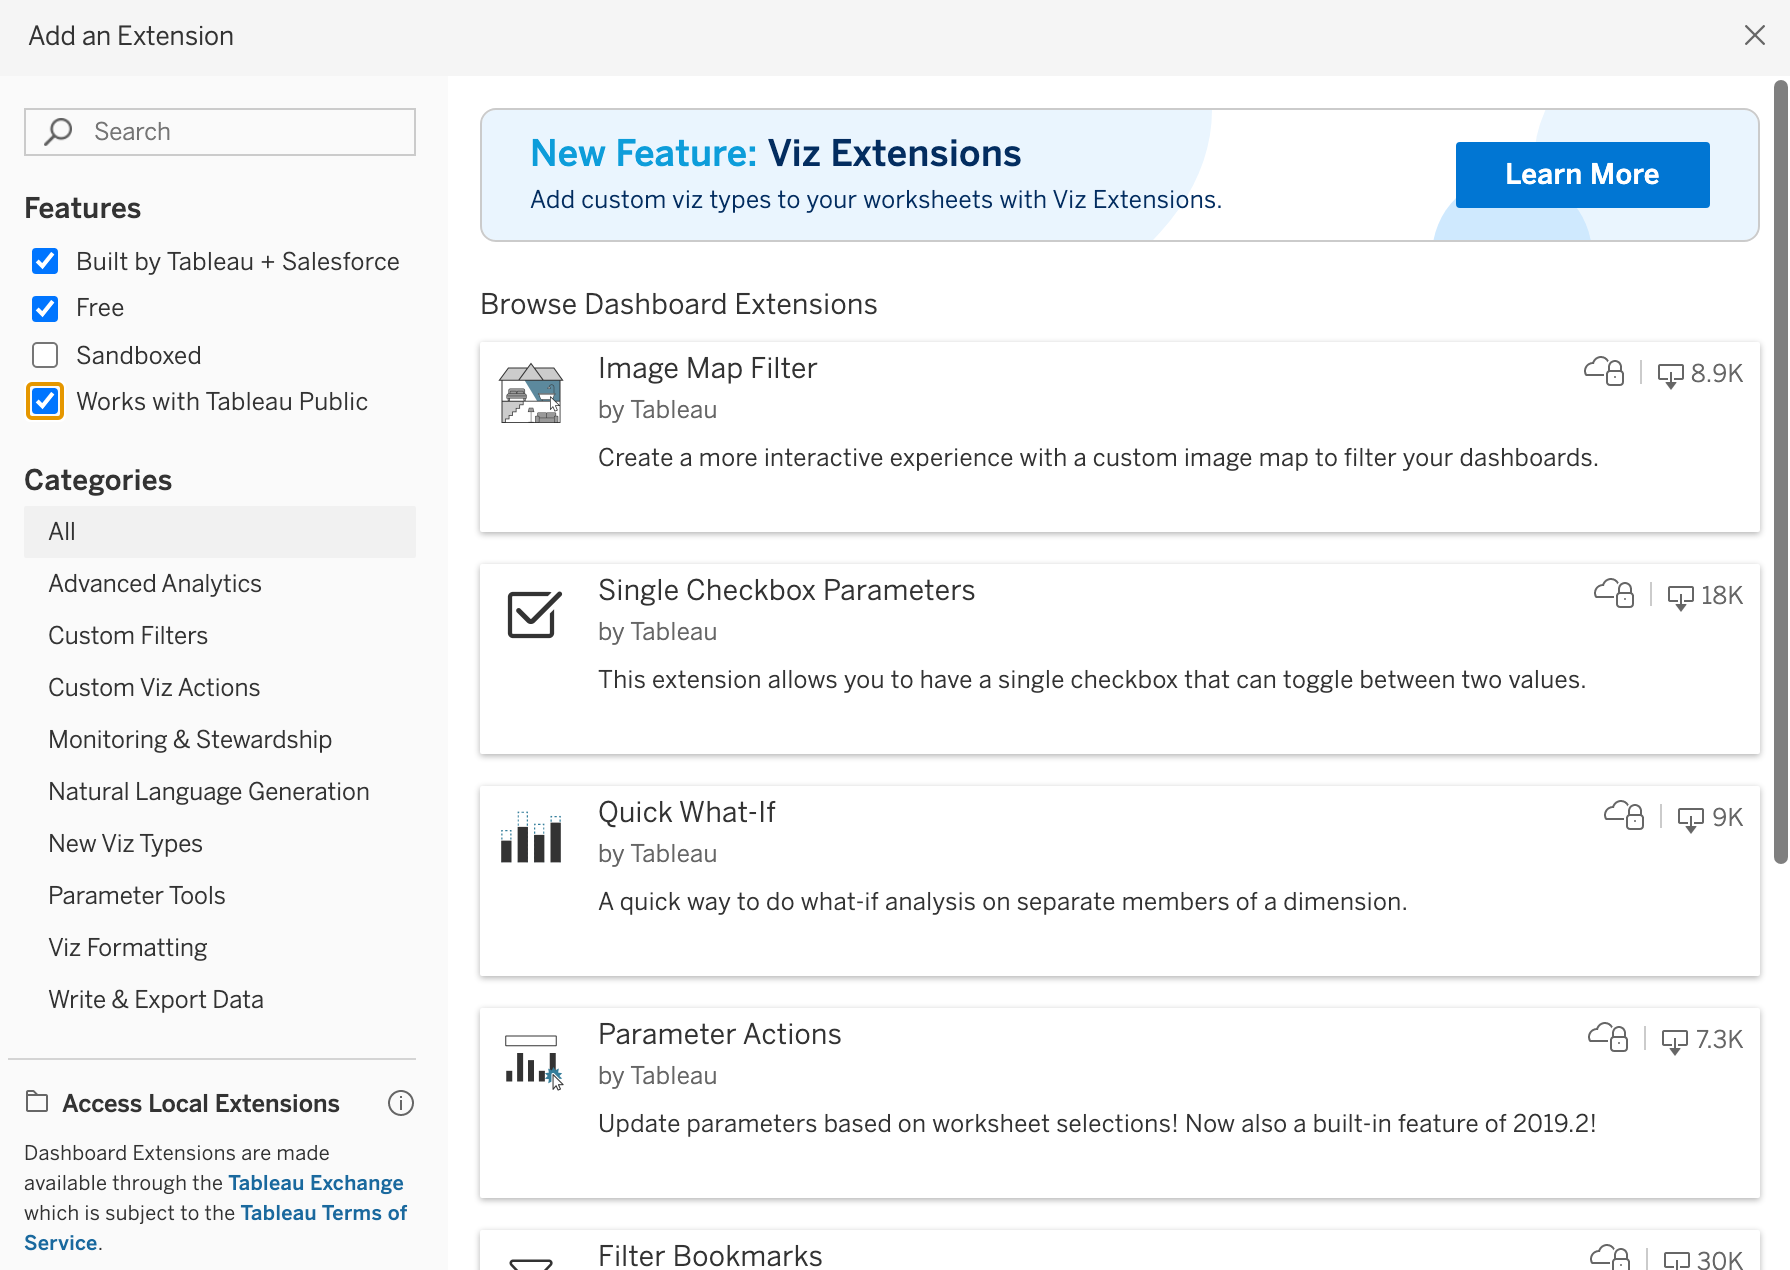 Add an Extension
Search
Features
Built by Tableau + Salesforce
Free
Sandboxed
Works with Tableau Public
Categories
All
Advanced Analytics
Custom Filters
Custom Viz Actions
Monitoring & Stewardship
Natural Language Generation
New Viz Types
Parameter Tools
Viz Formatting
Write & Export Data
Access Local Extensions
Dashboard Extensions are made
available through the Tableau Exchange
which is subject to the Tableau Terms of
Service.
New Feature: Viz Extensions
Add custom viz types to your worksheets with Viz Extensions.
Learn More
Browse Dashboard Extensions
Image Map Filter
8.9K
by Tableau
Create a more interactive experience with a custom image map to filter your dashboards.
Single Checkbox Parameters
18K
by Tableau
This extension allows you to have a single checkbox that can toggle between two values.
Quick What-If
9K
by Tableau
A quick way to do what-if analysis on separate members of a dimension.
Parameter Actions
7.3K
by Tableau
Update parameters based on worksheet selections! Now also a built-in feature of 2019.2!
Filter Bookmarks
30K